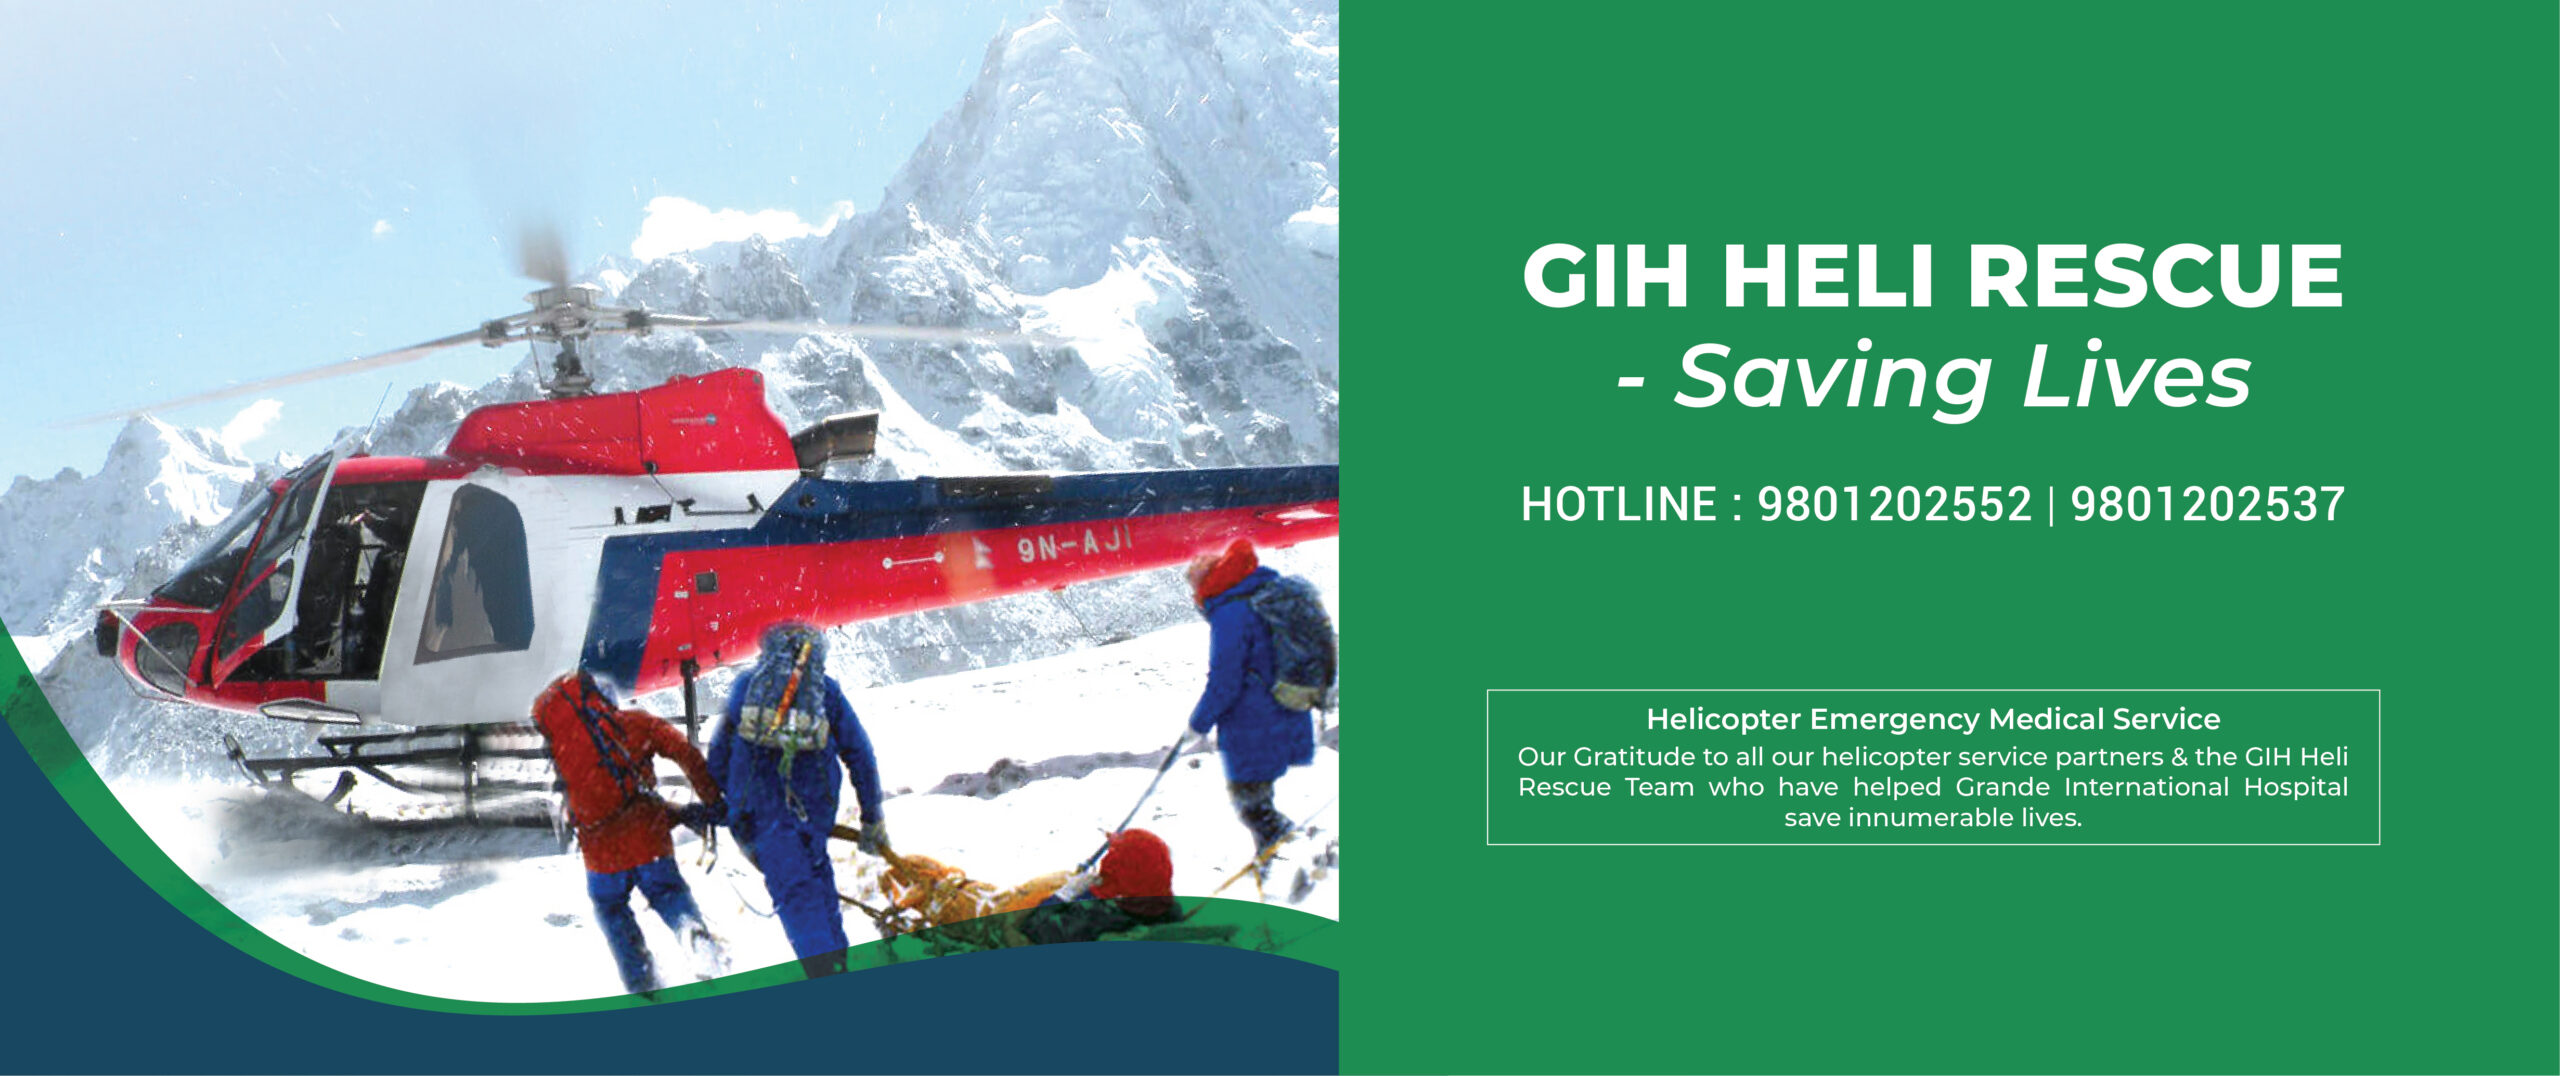 GIH HELI RESCUE
- Saving Lives
HOTLINE : 9801202552 | 9801202537
9N-AJI
Helicopter Emergency Medical Service
Our Gratitude to all our helicopter service partners & the GIH Heli
Rescue Team who have helped Grande International Hospital
save innumerable lives.